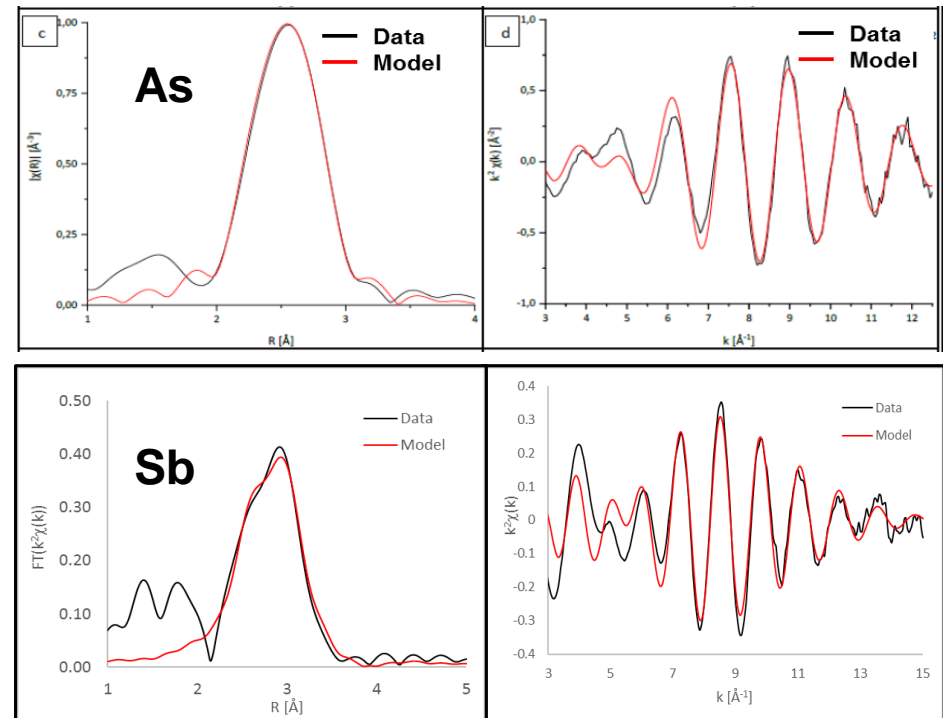 c
Data
Model
As
1,00
0,75
0,50
0,25
0,00
|χ(R)| [Å⁻³]
1
2
3
4
R [Å]
d
Data
Model
1,0
0,5
0,0
-0,5
-1,0
k² χ(k) [Å⁻²]
3 4 5 6 7 8 9 10 11 12
k [Å⁻¹]
Sb
Data
Model
0.50
0.40
0.30
0.20
0.10
0.00
FT(k²χ(k))
1 2 3 4 5
R [Å]
Data
Model
0.4
0.3
0.2
0.1
0
-0.1
-0.2
-0.3
-0.4
k²χ(k)
3 5 7 9 11 13 15
k [Å⁻¹]